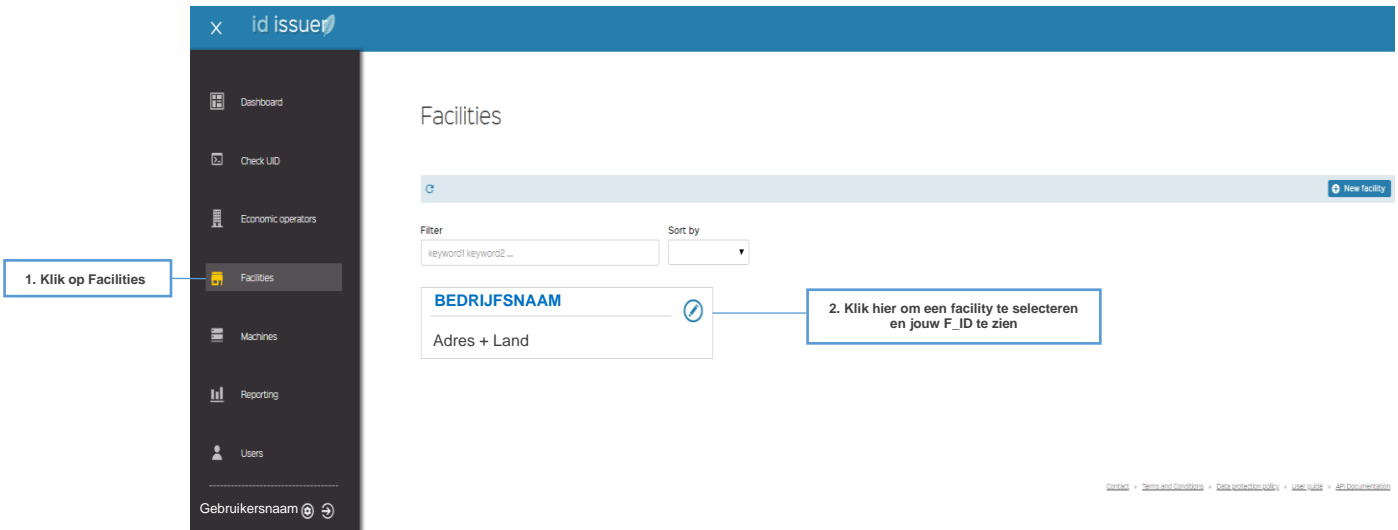 X id issuer
Dashboard
Check UID
Economic operators
Facilities
Machines
Reporting
Users
Gebruikersnaam
1. Klik op Facilities
Facilities
New facility
Filter
Sort by
keyword1 keyword2 ...
BEDRIJFSNAAM
Adres + Land
2. Klik hier om een facility te selecteren
en jouw F_ID te zien
Contact • Terms and Conditions • Data protection policy • User guide • API Documentation